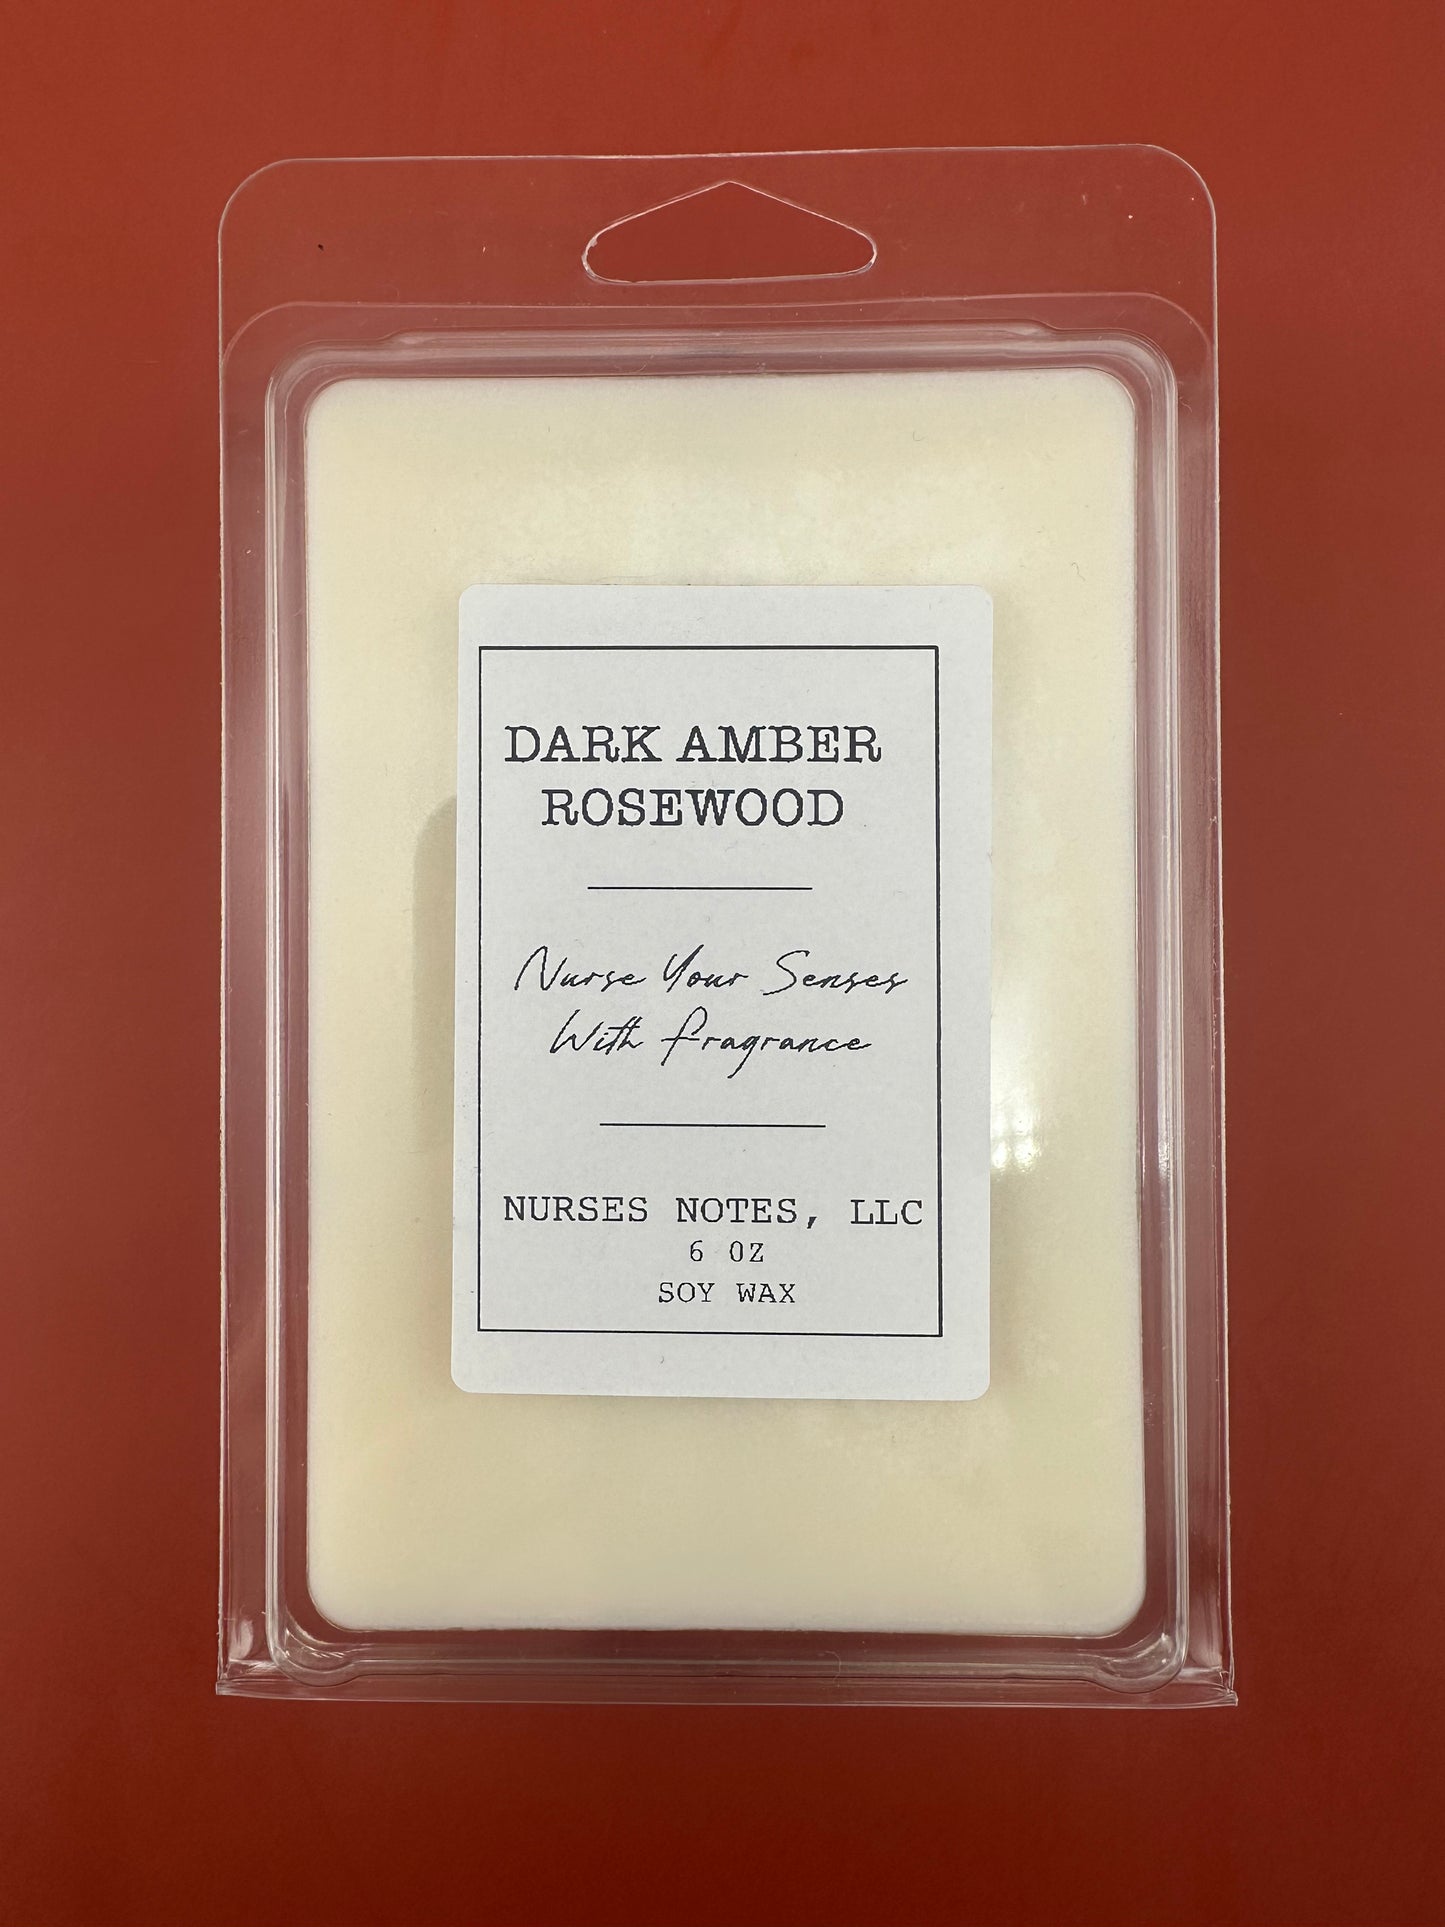 DARK AMBER
ROSEWOOD
Nurse Your Senses
With Fragrance
NURSES NOTES, LLC
6 OZ
SOY WAX